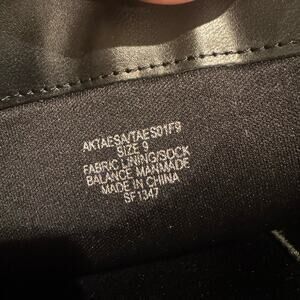 AKTAESA/TAES01F9
SIZE 9
FABRIC LINING/SOCK
BALANCE MANMADE
MADE IN CHINA
SF1347